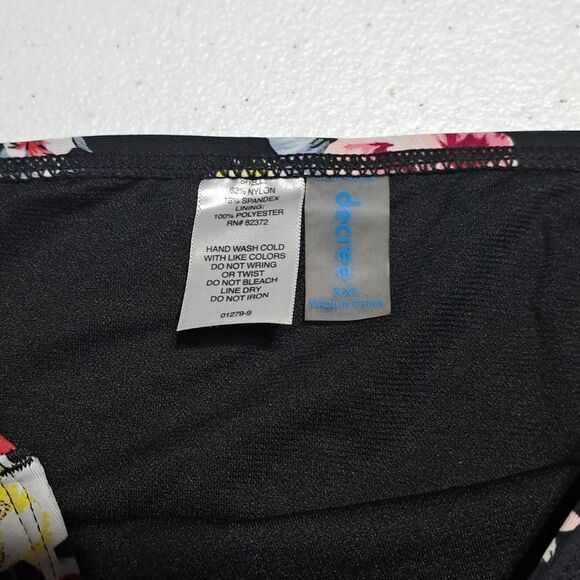 SHELL:
82% NYLON
18% SPANDEX
LINING:
100% POLYESTER
RN# 82372
HAND WASH COLD
WITH LIKE COLORS
DO NOT WRING
OR TWIST
DO NOT BLEACH
LINE DRY
DO NOT IRON
01279-9
decree
XXL
MADE IN CHINA